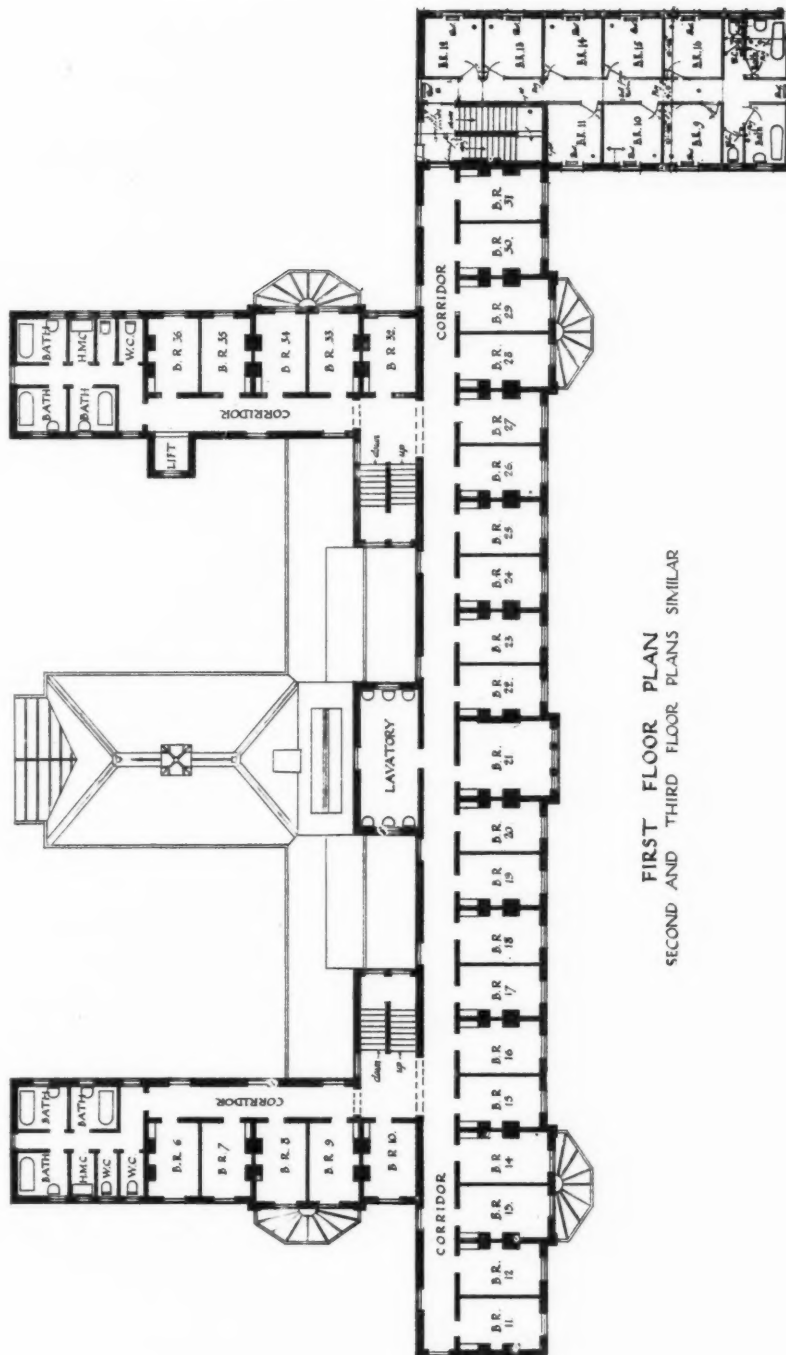 BATH
BATH
H.M.C
W.C
W.C
BATH
B.R. 6
B.R. 7
B.R. 8
B.R. 9
B.R 10.
CORRIDOR
down
up
LAVATORY
BATH
BATH
BATH
H.M.C
W.C.
LIFT
B.R. 36
B.R. 35
B.R. 34
B.R. 33
B.R. 32.
CORRIDOR
down
up
CORRIDOR
CORRIDOR
B.R. 11
B.R 12
B.R 13.
B.R 14
B.R 15
B.R 16
B.R 17
B.R 18
B.R 19
B.R 20
B.R. 21
B.R 22.
B.R 23
B.R 24
B.R. 25
B.R. 26.
B.R 27
B.R. 28
B.R. 29
B.R 30.
B.R. 31
B.R. 12
B.R. 13
B.R. 14
B.R. 15
B.R. 16
B.R. 11
B.R. 10
B.R. 9
Bath
FIRST FLOOR PLAN
SECOND AND THIRD FLOOR PLANS SIMILAR